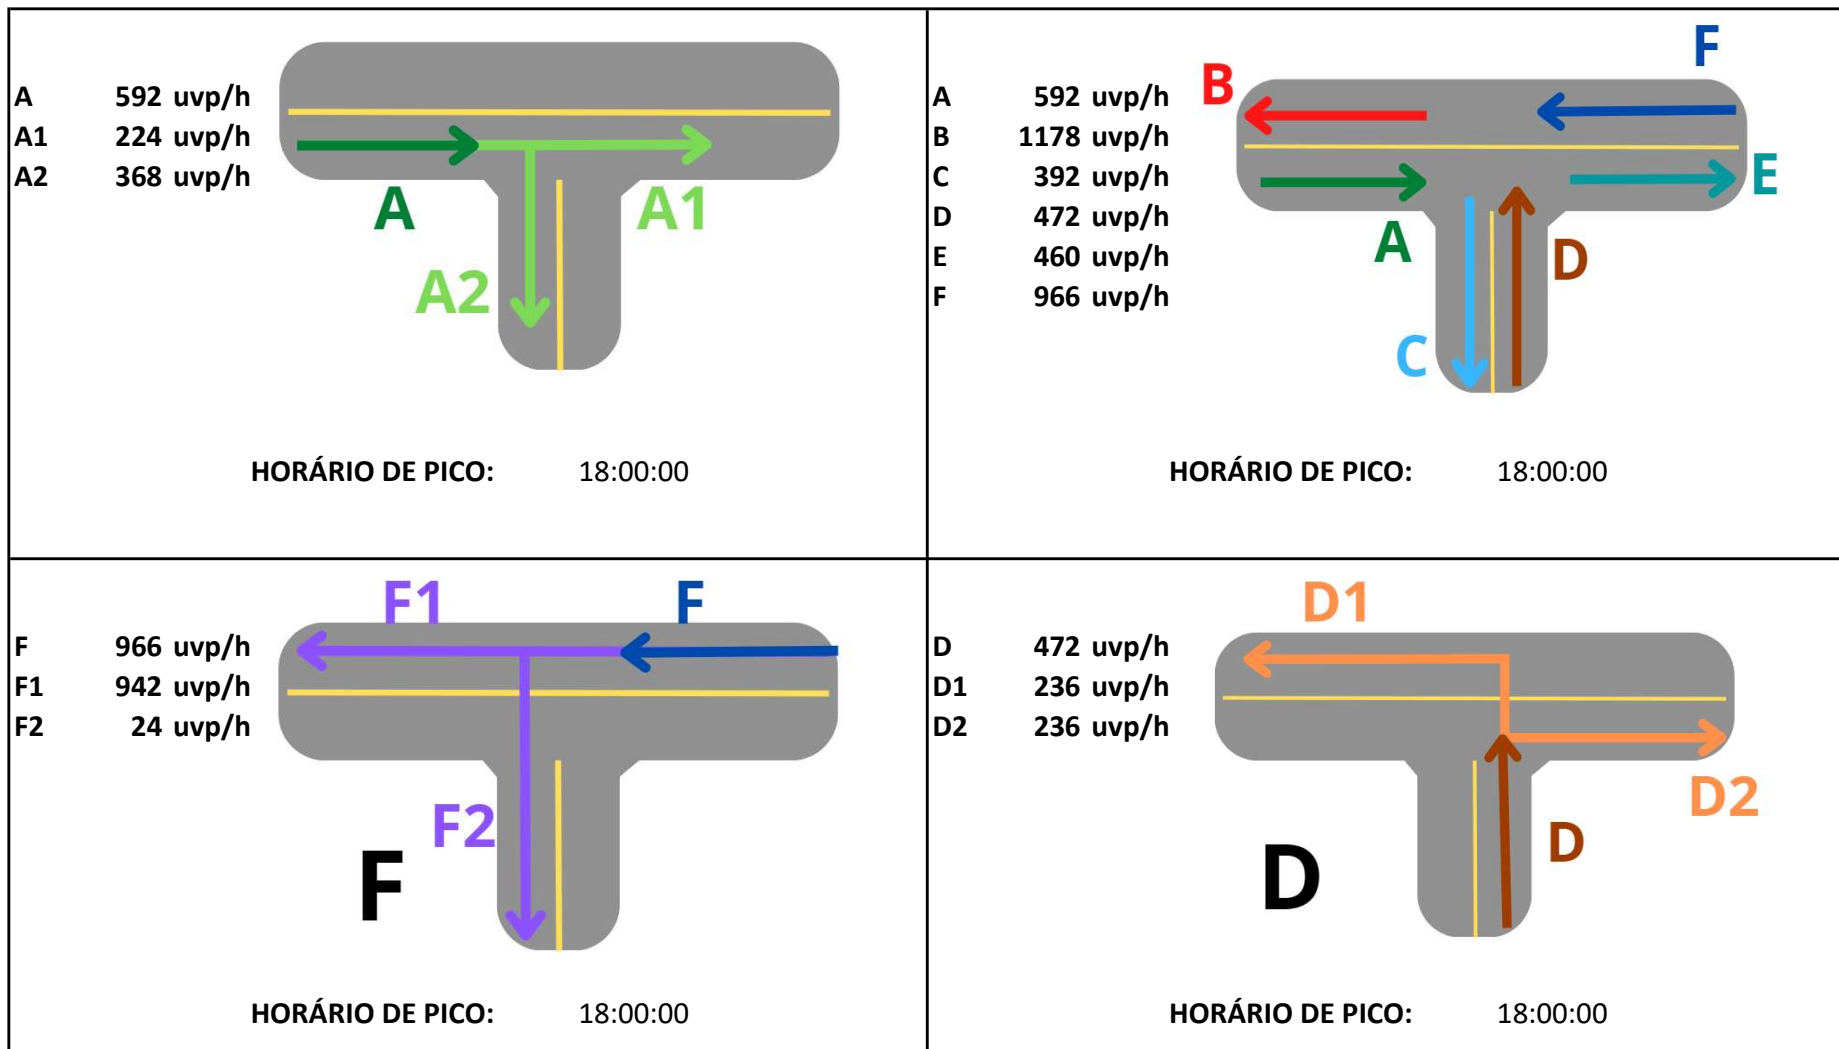 A 592 uvp/h
A1 224 uvp/h
A2 368 uvp/h
A
A1
A2
HORÁRIO DE PICO: 18:00:00
A 592 uvp/h
B 1178 uvp/h
C 392 uvp/h
D 472 uvp/h
E 460 uvp/h
F 966 uvp/h
F
B
E
A
D
C
HORÁRIO DE PICO: 18:00:00
F 966 uvp/h
F1 942 uvp/h
F2 24 uvp/h
F1
F
F2
F
HORÁRIO DE PICO: 18:00:00
D 472 uvp/h
D1 236 uvp/h
D2 236 uvp/h
D1
D2
D
D
HORÁRIO DE PICO: 18:00:00